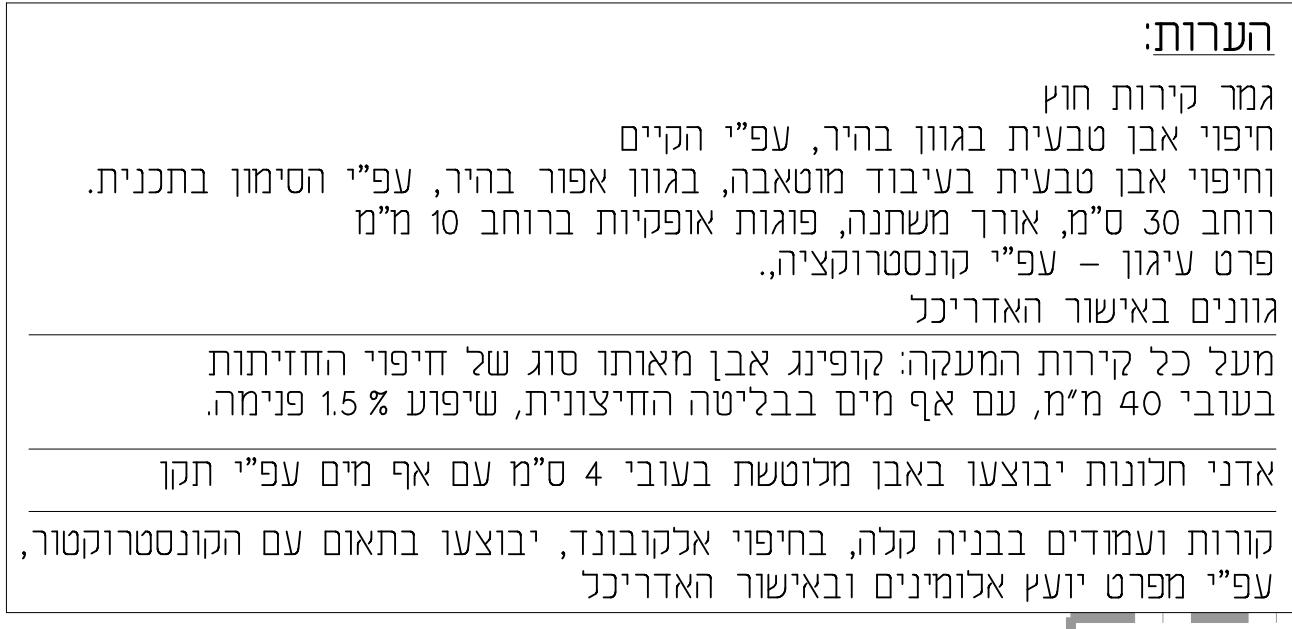 הערות:
גמר קירות חוץ
חיפוי אבן טבעית בגוון בהיר, עפ"י הקיים
וחיפוי אבן טבעית בעיבוד מוטאבה, בגוון אפור בהיר, עפ"י הסימון בתכנית.
רוחב 30 ס"מ, אורך משתנה, פוגות אופקיות ברוחב 10 מ"מ
פרט עיגון – עפ"י קונסטרוקציה,.
גוונים באישור האדריכל
מעל כל קירות המעקה: קופינג אבן מאותו סוג של חיפוי החזיתות
בעובי 40 מ"מ, עם אף מים בבליטה החיצונית, שיפוע 1.5% פנימה.
אדני חלונות יבוצעו באבן מלוטשת בעובי 4 ס"מ עם אף מים עפ"י תקן
קורות ועמודים בבניה קלה, בחיפוי אלקובונד, יבוצעו בתאום עם הקונסטרוקטור,
עפ"י מפרט יועץ אלומינים ובאישור האדריכל